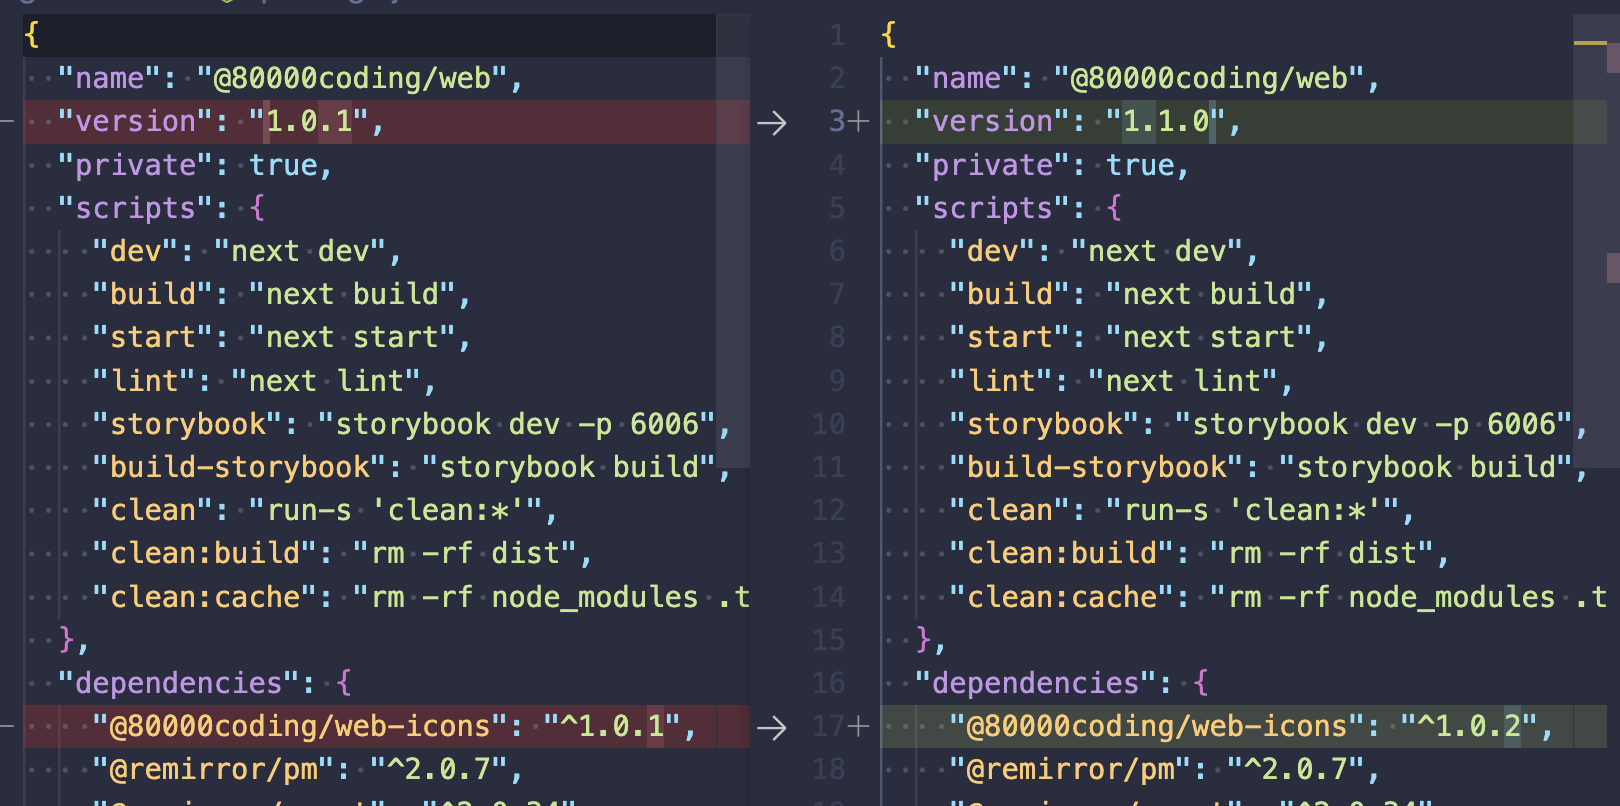 {
"name": "@80000coding/web",
"version": "1.0.1",
"private": true,
"scripts": {
"dev": "next dev",
"build": "next build",
"start": "next start",
"lint": "next lint",
"storybook": "storybook dev -p 6006",
"build-storybook": "storybook build",
"clean": "run-s 'clean:*'",
"clean:build": "rm -rf dist",
"clean:cache": "rm -rf node_modules .t
},
"dependencies": {
"@80000coding/web-icons": "^1.0.1",
"@remirror/pm": "^2.0.7",
1 {
2 "name": "@80000coding/web",
3+ "version": "1.1.0",
4 "private": true,
5 "scripts": {
6 "dev": "next dev",
7 "build": "next build",
8 "start": "next start",
9 "lint": "next lint",
10 "storybook": "storybook dev -p 6006",
11 "build-storybook": "storybook build",
12 "clean": "run-s 'clean:*'",
13 "clean:build": "rm -rf dist",
14 "clean:cache": "rm -rf node_modules .t
15 },
16 "dependencies": {
17+ "@80000coding/web-icons": "^1.0.2",
18 "@remirror/pm": "^2.0.7",